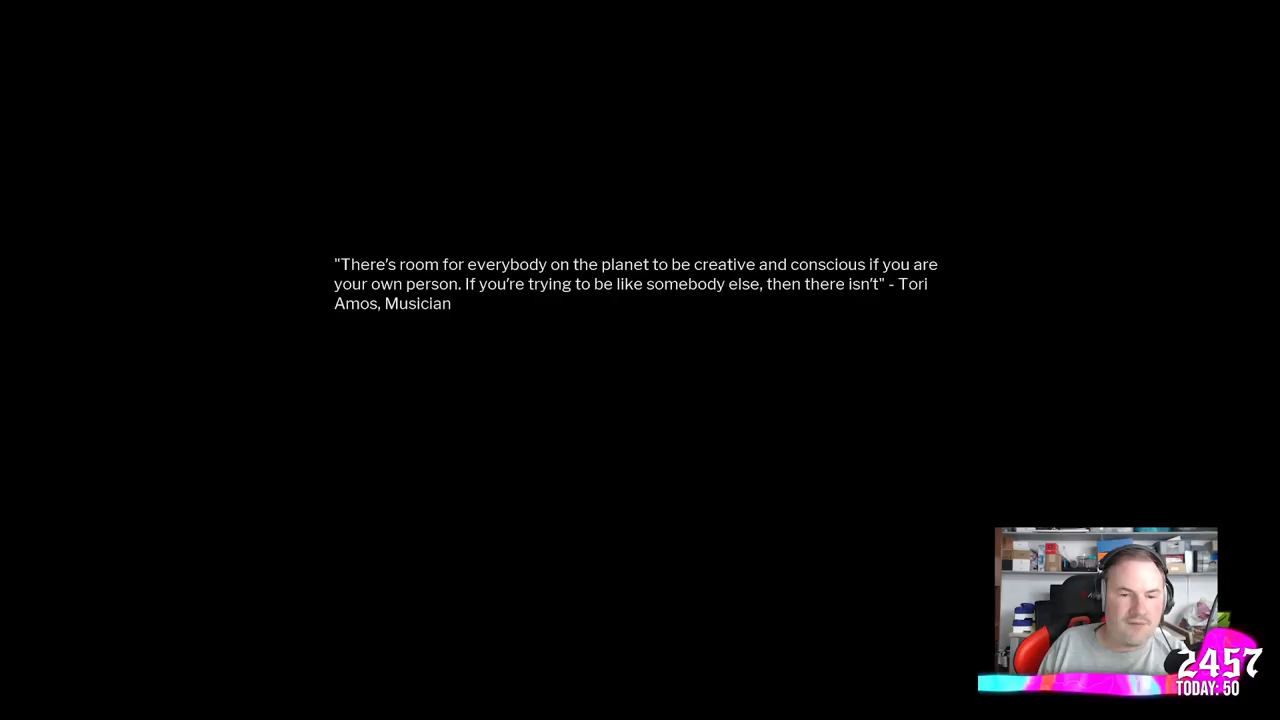 "There's room for everybody on the planet to be creative and conscious if you are
your own person. If you're trying to be like somebody else, then there isn't" - Tori
Amos, Musician
2457
TODAY: 50